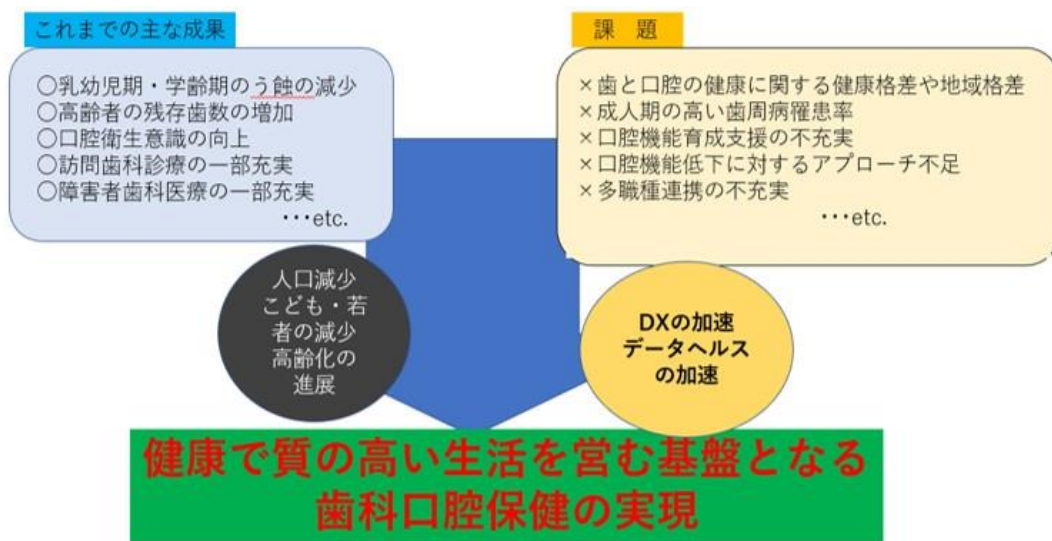 これまでの主な成果
○乳幼児期・学齢期のう蝕の減少
○高齢者の残存歯数の増加
○口腔衛生意識の向上
○訪問歯科診療の一部充実
○障害者歯科医療の一部充実
・・・etc.
課 題
×歯と口腔の健康に関する健康格差や地域格差
×成人期の高い歯周病罹患率
×口腔機能育成支援の不充実
×口腔機能低下に対するアプローチ不足
×多職種連携の不充実
・・・etc.
人口減少
こども・若
者の減少
高齢化の
進展
DXの加速
データヘルス
の加速
健康で質の高い生活を営む基盤となる
歯科口腔保健の実現